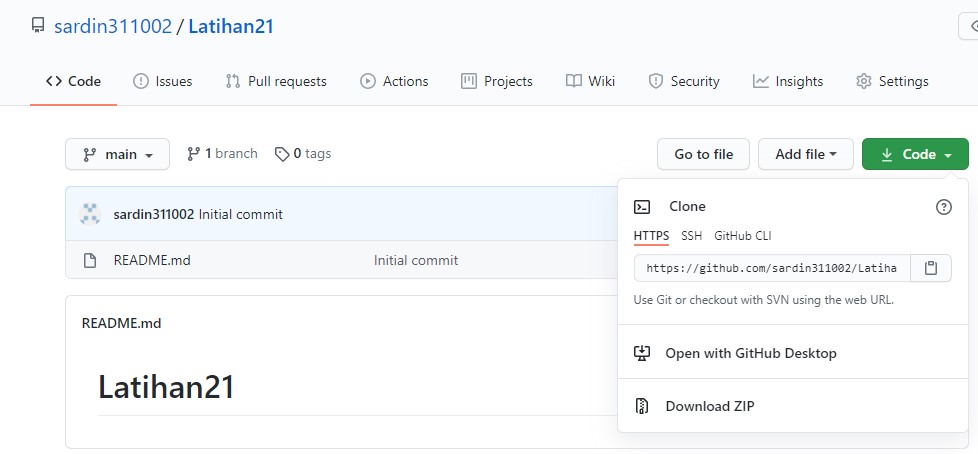 sardin311002 / Latihan21
Code Issues Pull requests Actions Projects Wiki Security Insights Settings
main 1 branch 0 tags Go to file Add file Code
sardin311002 Initial commit
README.md Initial commit
README.md
Latihan21
Clone
HTTPS SSH GitHub CLI
https://github.com/sardin311002/Latiha
Use Git or checkout with SVN using the web URL.
Open with GitHub Desktop
Download ZIP